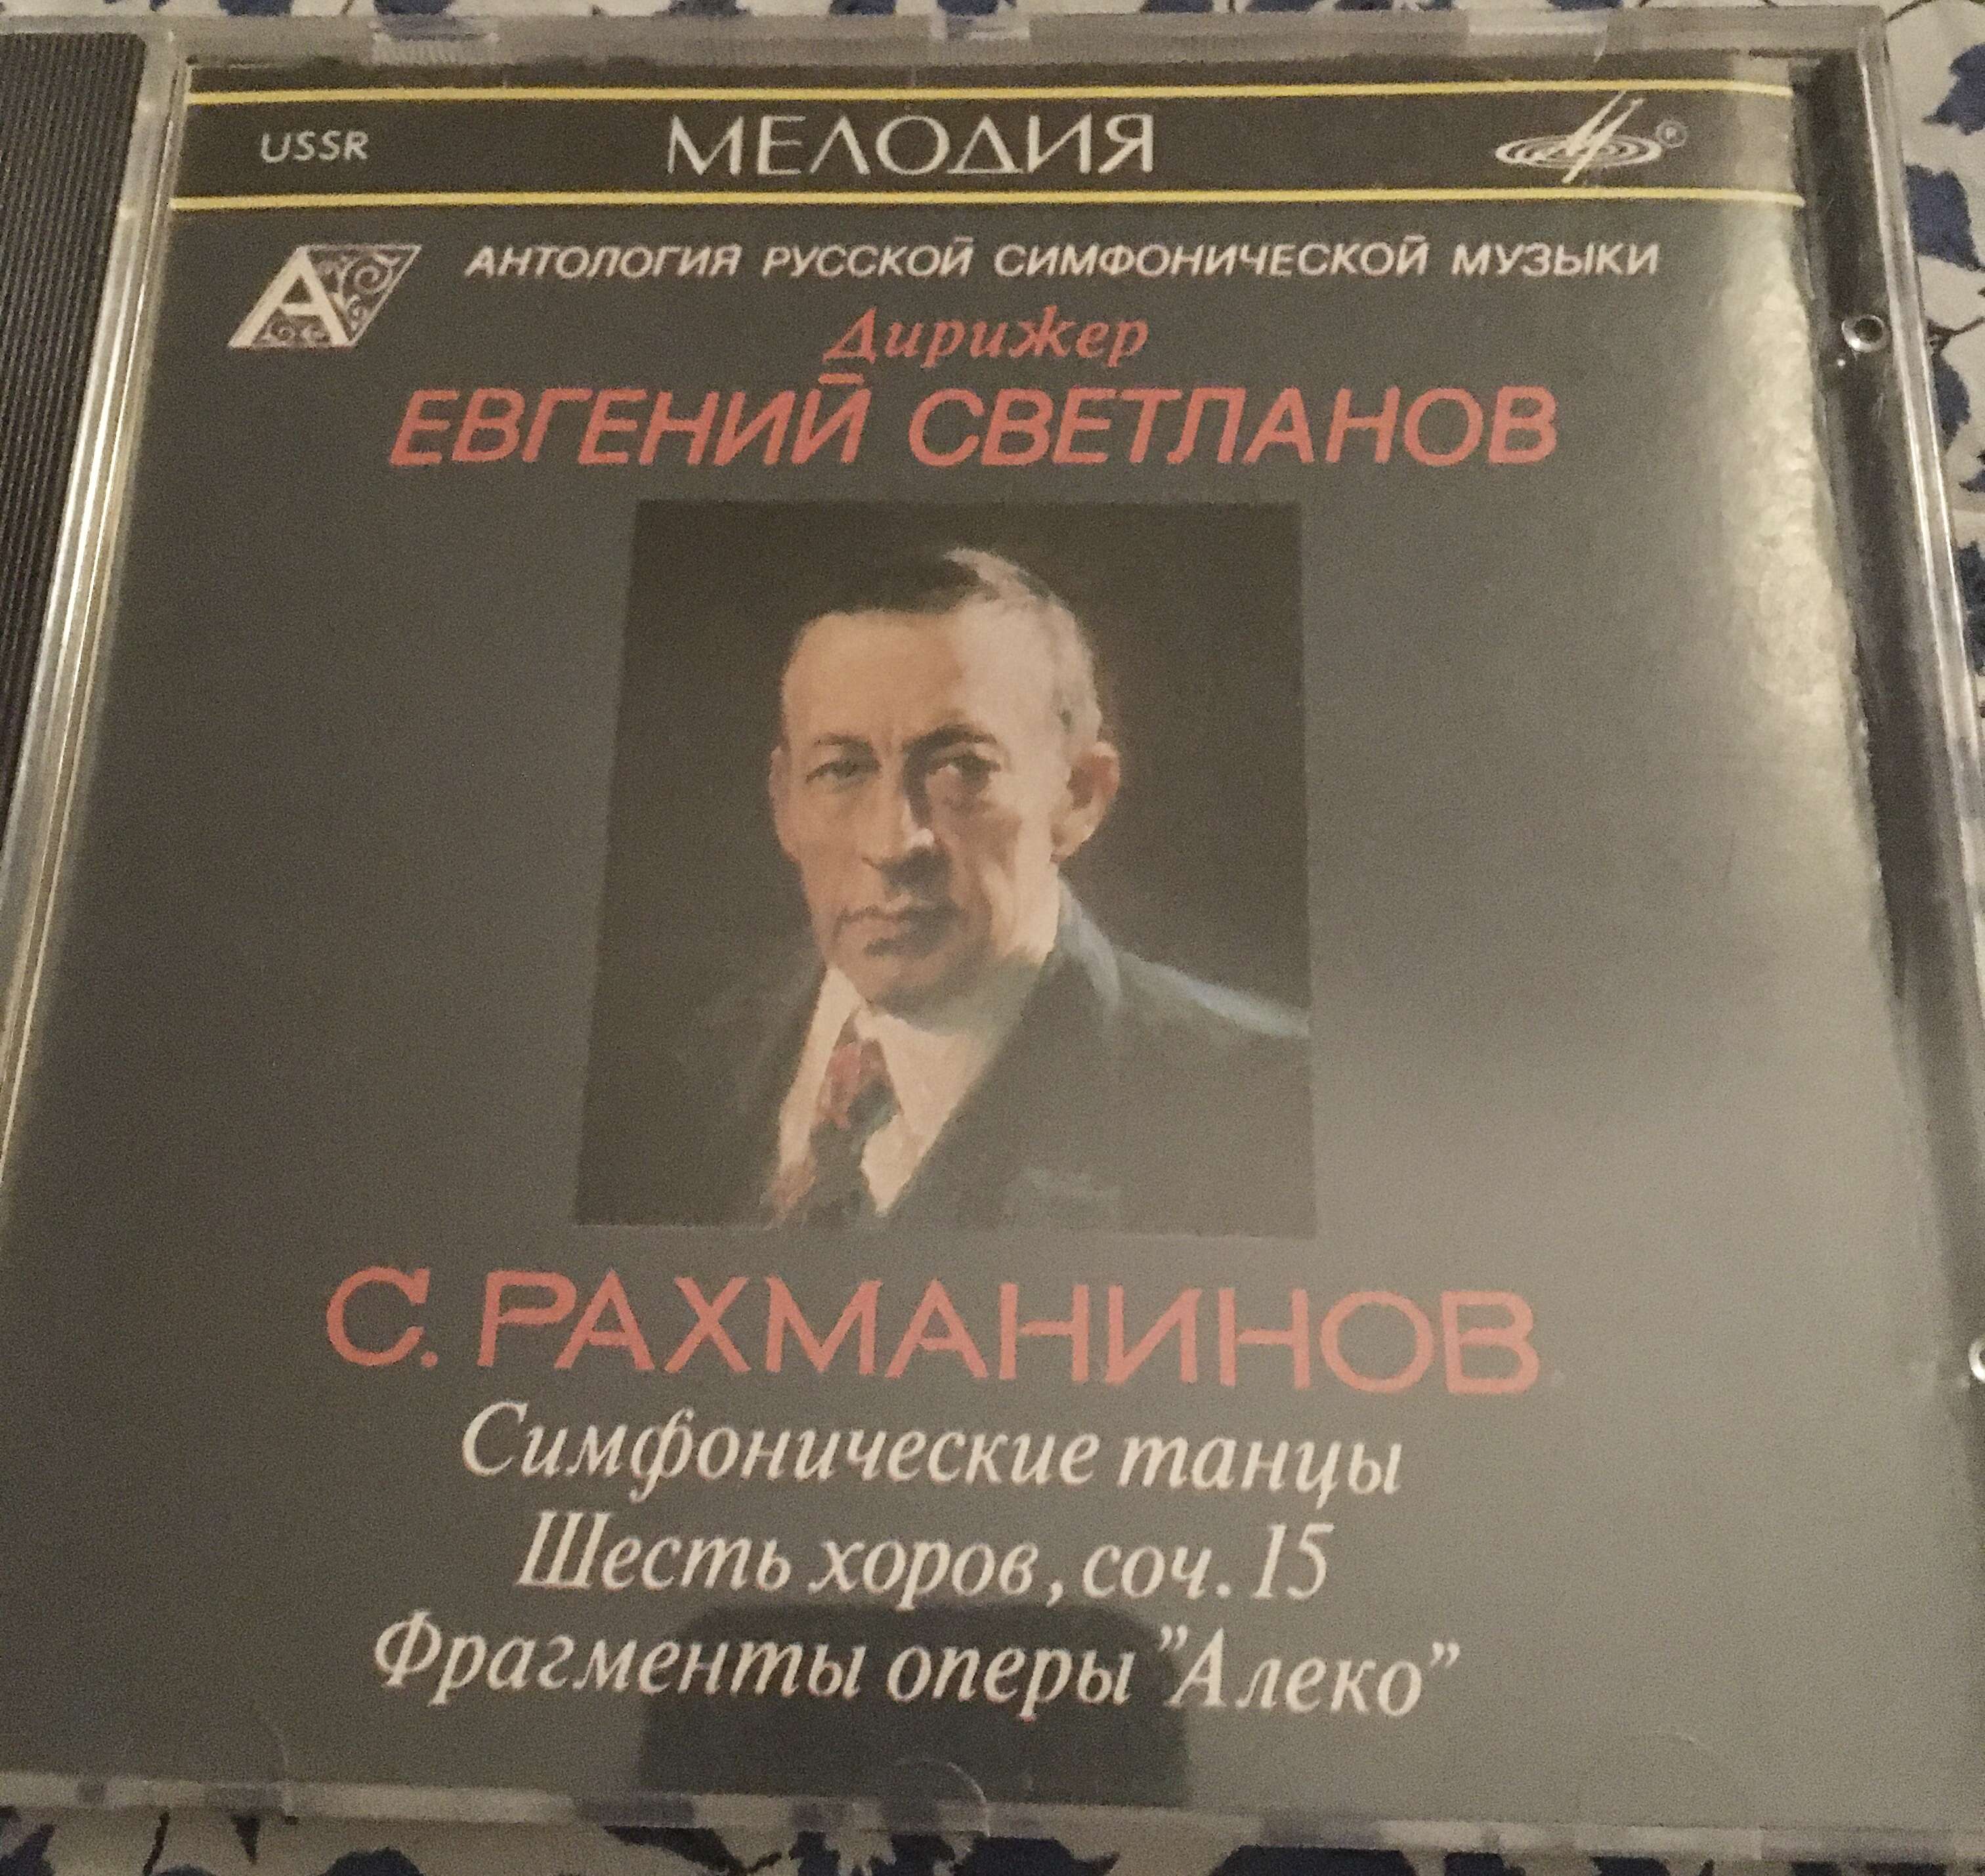 USSR
МЕЛОДИЯ
®
А
АНТОЛОГИЯ РУССКОЙ СИМФОНИЧЕСКОЙ МУЗЫКИ
Дирижер
ЕВГЕНИЙ СВЕТЛАНОВ
С. РАХМАНИНОВ
Симфонические танцы
Шесть хоров, соч. 15
Фрагменты оперы "Алеко"